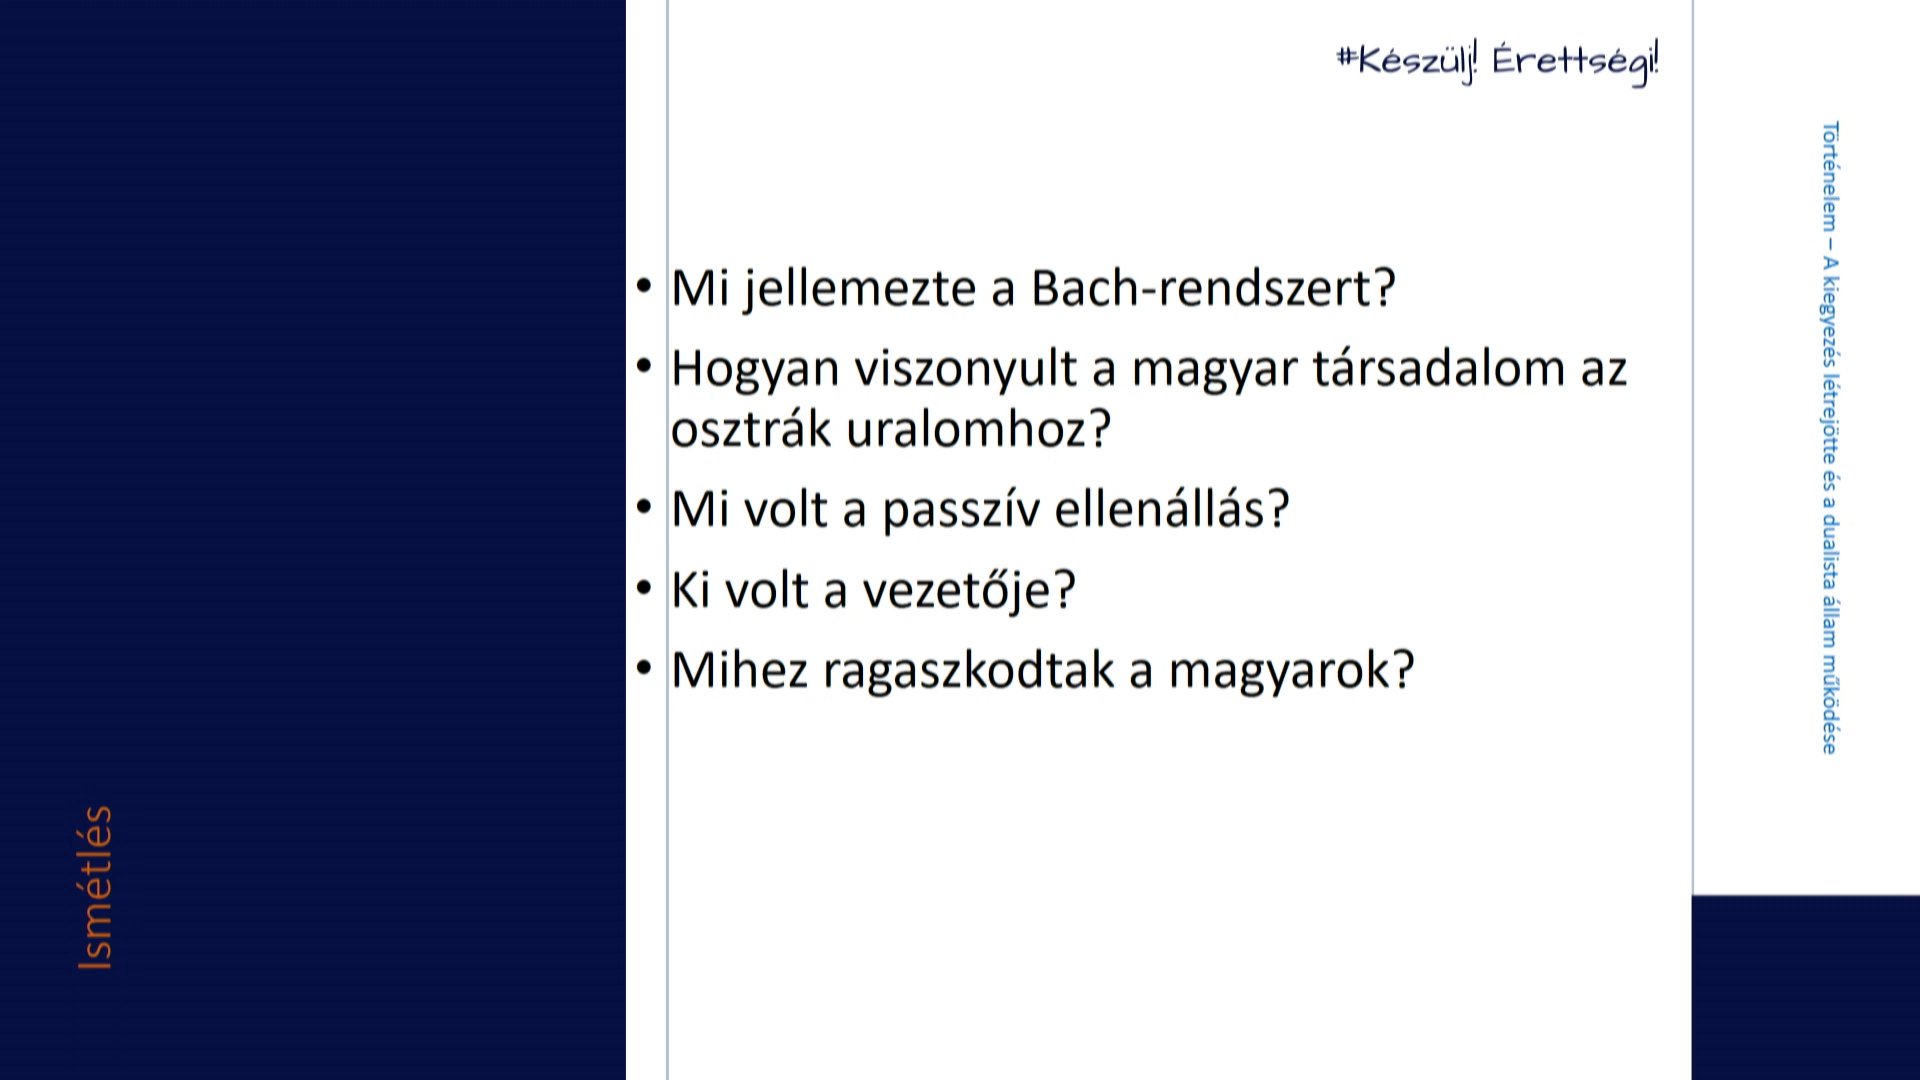 #Készülj! Érettségi!
• Mi jellemezte a Bach-rendszert?
• Hogyan viszonyult a magyar társadalom az
osztrák uralomhoz?
• Mi volt a passzív ellenállás?
• Ki volt a vezetője?
• Mihez ragaszkodtak a magyarok?
Ismétlés
Történelem – A kiegyezés létrejötte és a dualista állam működése